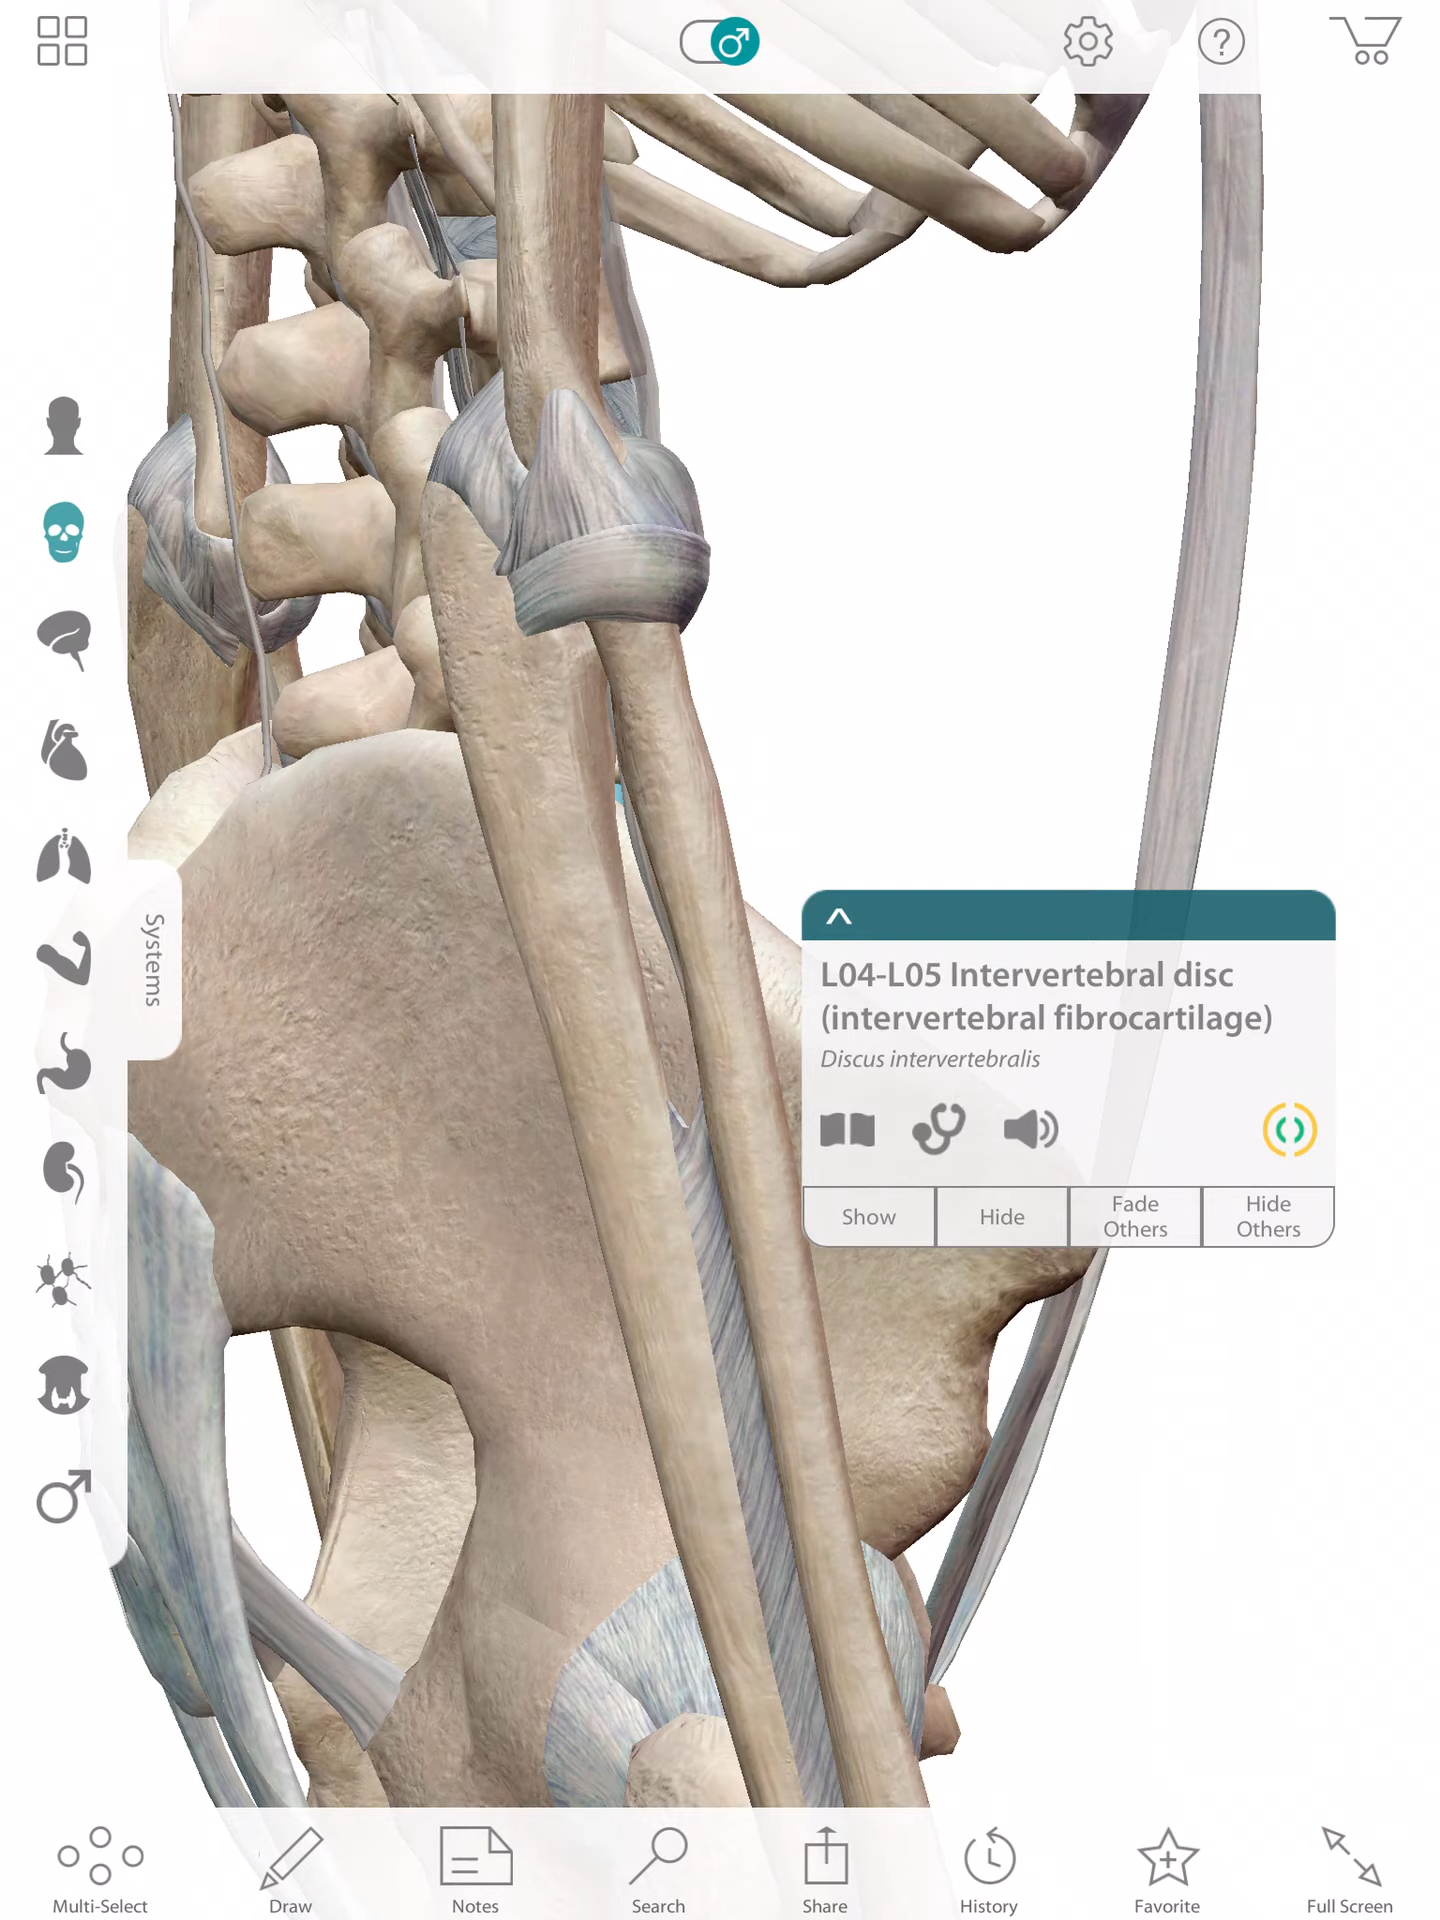 Systems
L04-L05 Intervertebral disc
(intervertebral fibrocartilage)
Discus intervertebralis
Show
Hide
Fade
Others
Hide
Others
Multi-Select
Draw
Notes
Search
Share
History
Favorite
Full Screen